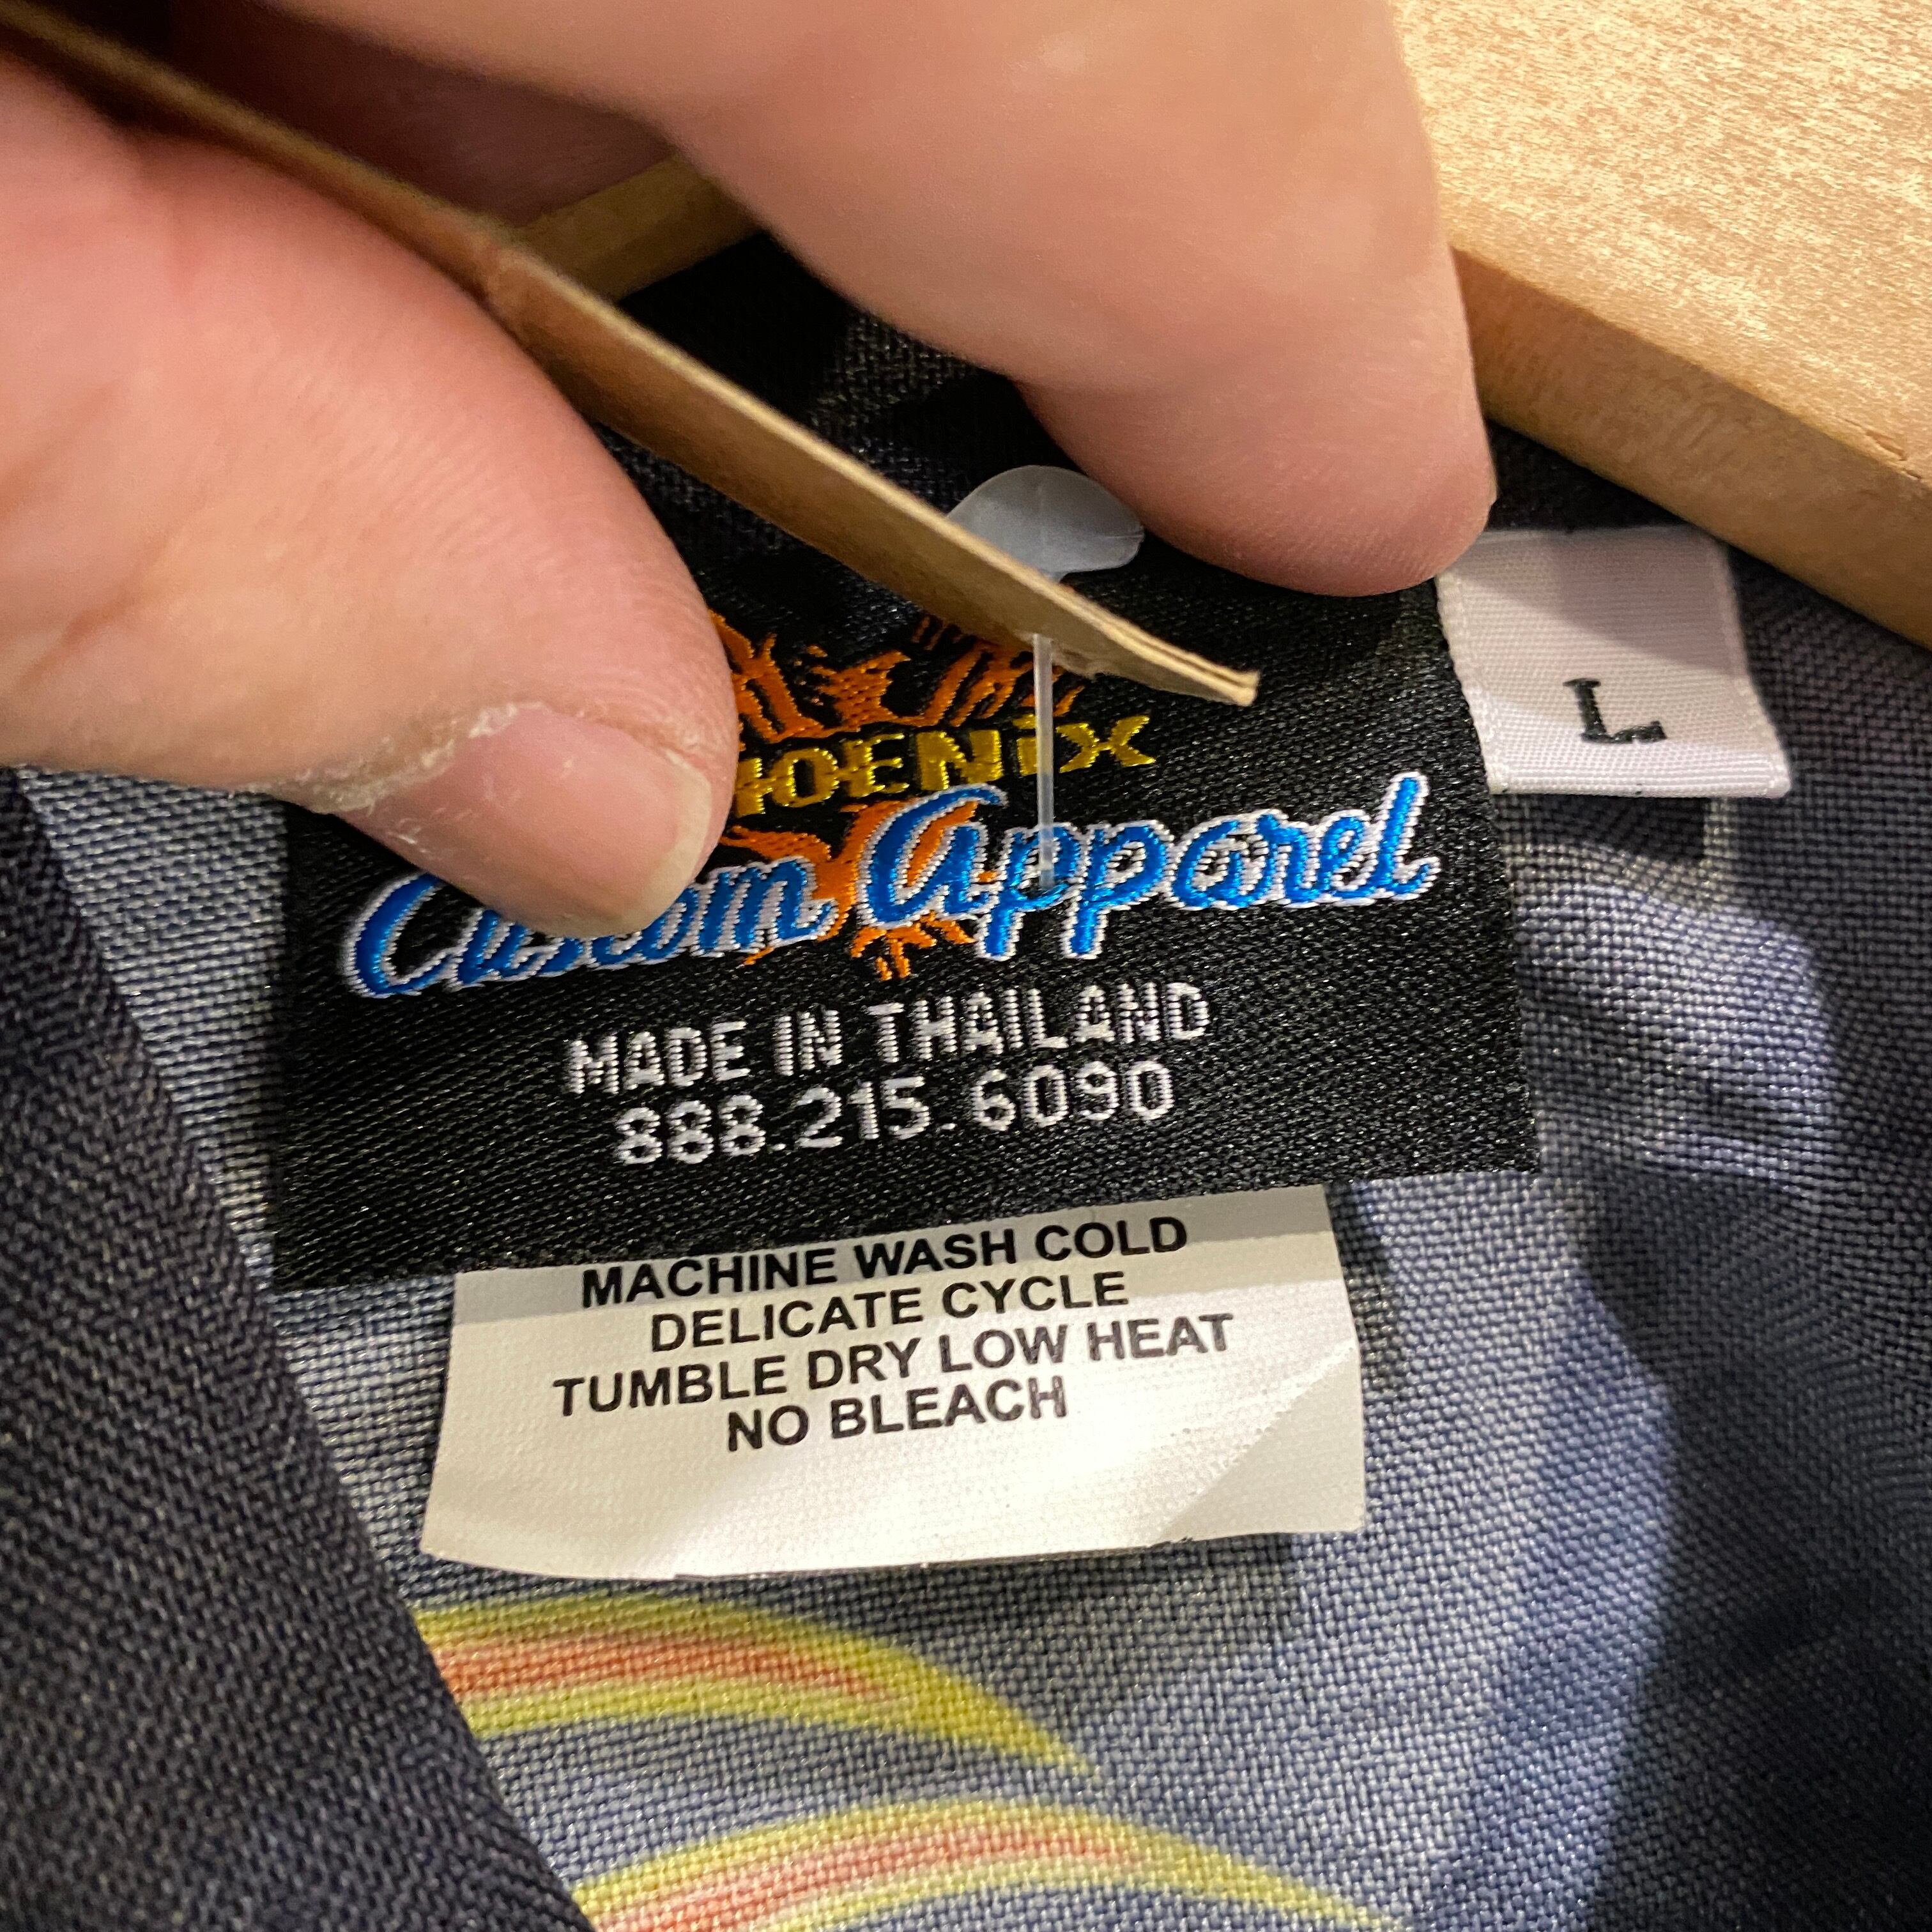 PHOENIX
L
Custom Apparel
MADE IN THAILAND
888.215.6090
MACHINE WASH COLD
DELICATE CYCLE
TUMBLE DRY LOW HEAT
NO BLEACH